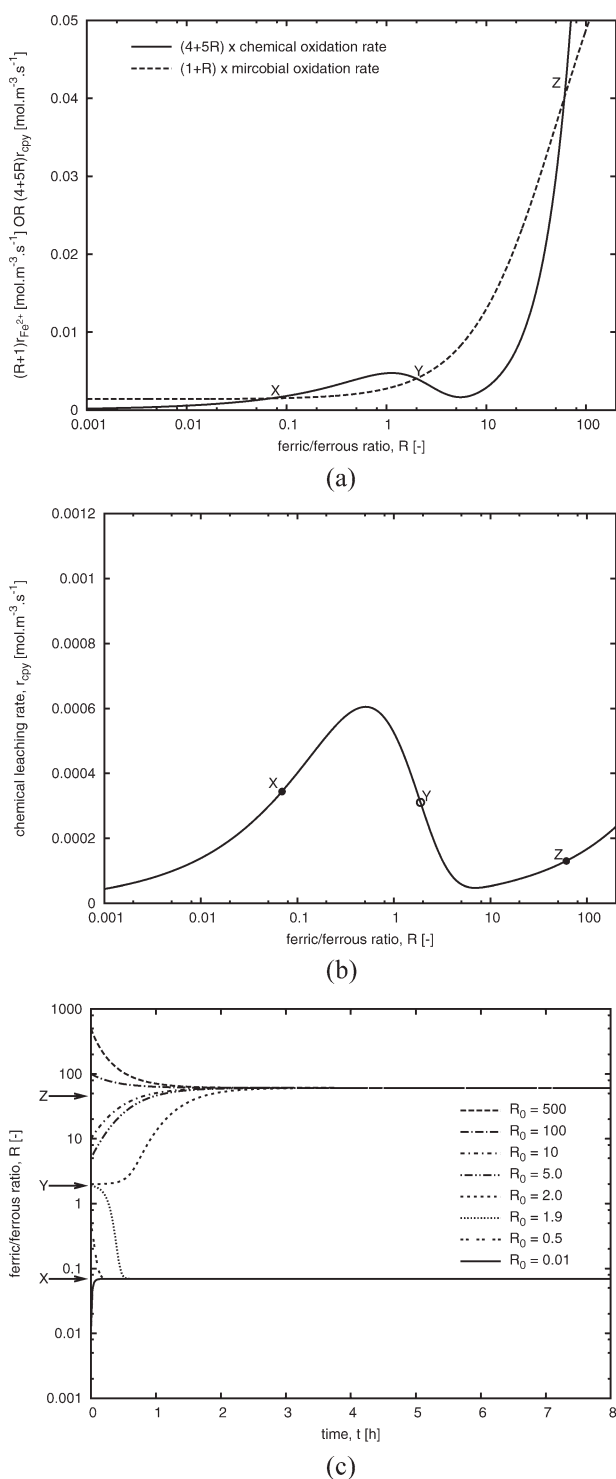 0.05
0.04
0.03
0.02
0.01
0
(R+1)r_Fe²⁺ [mol.m⁻³.s⁻¹] OR (4+5R)r_cpy [mol.m⁻³.s⁻¹]
(4+5R) x chemical oxidation rate
(1+R) x mircobial oxidation rate
X
Y
Z
0.001 0.01 0.1 1 10 100
ferric/ferrous ratio, R [-]
(a)
0.0012
0.001
0.0008
0.0006
0.0004
0.0002
0
chemical leaching rate, r_cpy [mol.m⁻³.s⁻¹]
X
Y
Z
0.001 0.01 0.1 1 10 100
ferric/ferrous ratio, R [-]
(b)
1000
100
Z
10
Y
1
0.1
X
0.01
0.001
ferric/ferrous ratio, R [-]
R₀ = 500
R₀ = 100
R₀ = 10
R₀ = 5.0
R₀ = 2.0
R₀ = 1.9
R₀ = 0.5
R₀ = 0.01
0 1 2 3 4 5 6 7 8
time, t [h]
(c)